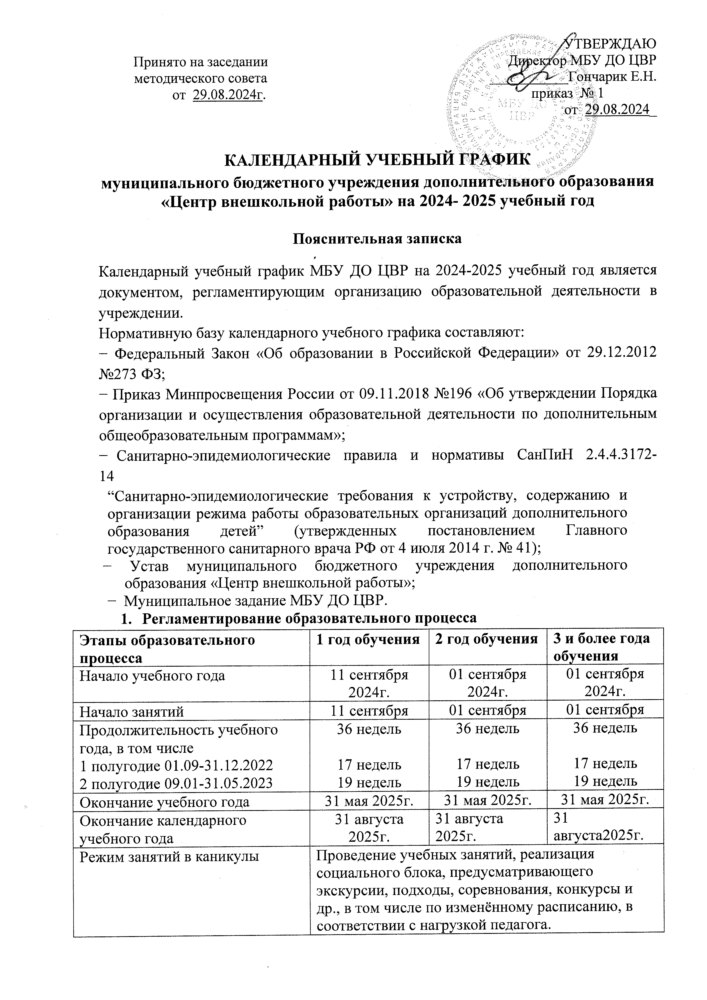 Принято на заседании
методического совета
от 29.08.2024г.
УТВЕРЖДАЮ
Директор МБУ ДО ЦВР
__________Гончарик Е.Н.
приказ № 1
от 29.08.2024_
МБУ ДО
ЦВР
КАЛЕНДАРНЫЙ УЧЕБНЫЙ ГРАФИК
муниципального бюджетного учреждения дополнительного образования
«Центр внешкольной работы» на 2024- 2025 учебный год
Пояснительная записка
Календарный учебный график МБУ ДО ЦВР на 2024-2025 учебный год является
документом, регламентирующим организацию образовательной деятельности в
учреждении.
Нормативную базу календарного учебного графика составляют:
− Федеральный Закон «Об образовании в Российской Федерации» от 29.12.2012
№273 ФЗ;
− Приказ Минпросвещения России от 09.11.2018 №196 «Об утверждении Порядка
организации и осуществления образовательной деятельности по дополнительным
общеобразовательным программам»;
− Санитарно-эпидемиологические правила и нормативы СанПиН 2.4.4.3172-
14
“Санитарно-эпидемиологические требования к устройству, содержанию и
организации режима работы образовательных организаций дополнительного
образования детей” (утвержденных постановлением Главного
государственного санитарного врача РФ от 4 июля 2014 г. № 41);
− Устав муниципального бюджетного учреждения дополнительного
образования «Центр внешкольной работы»;
− Муниципальное задание МБУ ДО ЦВР.
1. Регламентирование образовательного процесса
Этапы образовательного процесса | 1 год обучения | 2 год обучения | 3 и более года обучения
Начало учебного года | 11 сентября 2024г. | 01 сентября 2024г. | 01 сентября 2024г.
Начало занятий | 11 сентября | 01 сентября | 01 сентября
Продолжительность учебного года, в том числе | 36 недель | 36 недель | 36 недель
1 полугодие 01.09-31.12.2022 | 17 недель | 17 недель | 17 недель
2 полугодие 09.01-31.05.2023 | 19 недель | 19 недель | 19 недель
Окончание учебного года | 31 мая 2025г. | 31 мая 2025г. | 31 мая 2025г.
Окончание календарного учебного года | 31 августа 2025г. | 31 августа 2025г. | 31 августа2025г.
Режим занятий в каникулы
Проведение учебных занятий, реализация
социального блока, предусматривающего
экскурсии, подходы, соревнования, конкурсы и
др., в том числе по изменённому расписанию, в
соответствии с нагрузкой педагога.